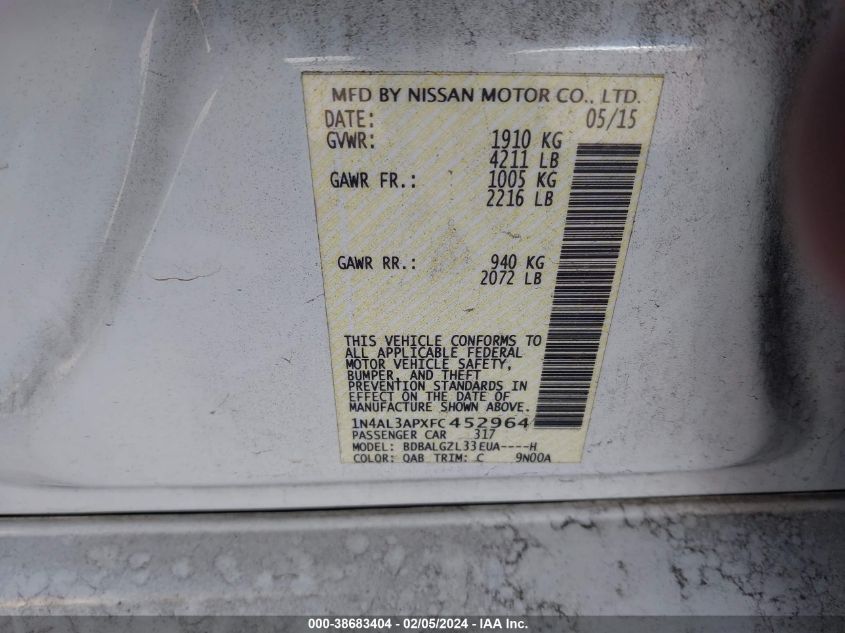 MFD BY NISSAN MOTOR CO., LTD.
DATE: 05/15
GVWR: 1910 KG
4211 LB
GAWR FR.: 1005 KG
2216 LB
GAWR RR.: 940 KG
2072 LB
THIS VEHICLE CONFORMS TO
ALL APPLICABLE FEDERAL
MOTOR VEHICLE SAFETY,
BUMPER, AND THEFT
PREVENTION STANDARDS IN
EFFECT ON THE DATE OF
MANUFACTURE SHOWN ABOVE.
1N4AL3APXFC452964
PASSENGER CAR 317
MODEL: BDBALGZL33EUA----H
COLOR: QAB TRIM: C 9N00A
000-38683404 - 02/05/2024 - IAA Inc.